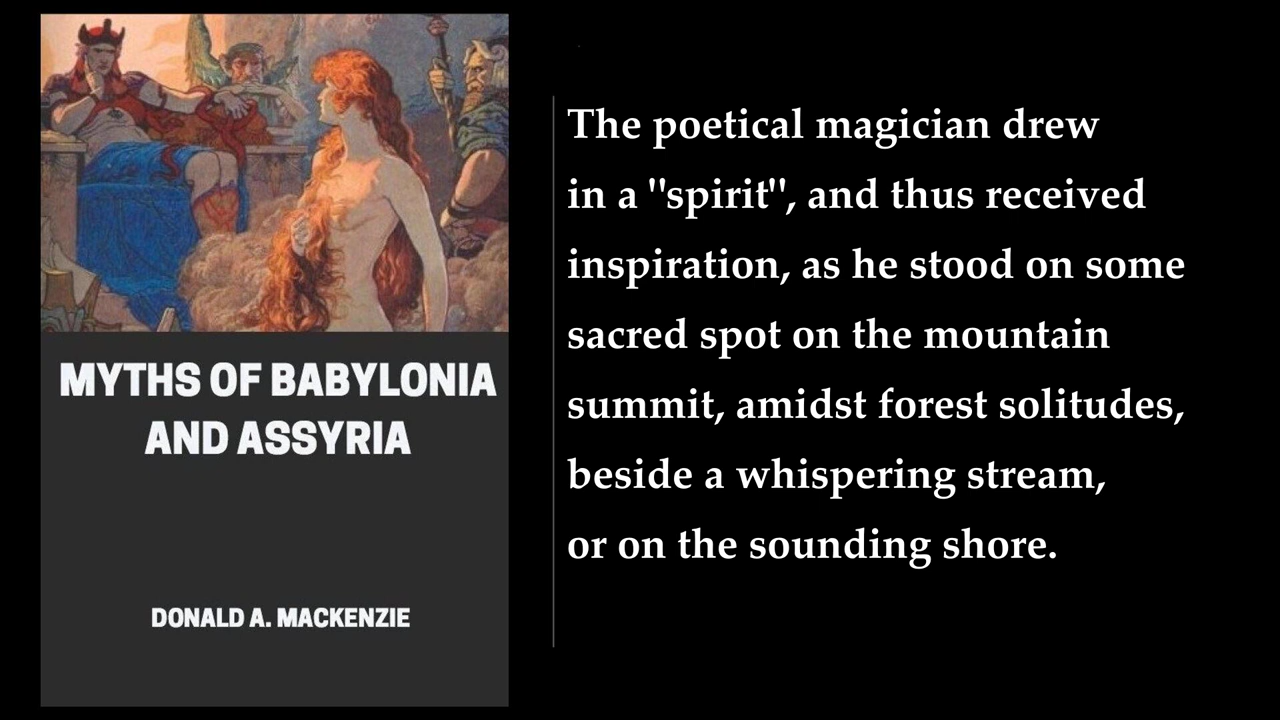 MYTHS OF BABYLONIA
AND ASSYRIA
DONALD A. MACKENZIE
The poetical magician drew
in a "spirit", and thus received
inspiration, as he stood on some
sacred spot on the mountain
summit, amidst forest solitudes,
beside a whispering stream,
or on the sounding shore.